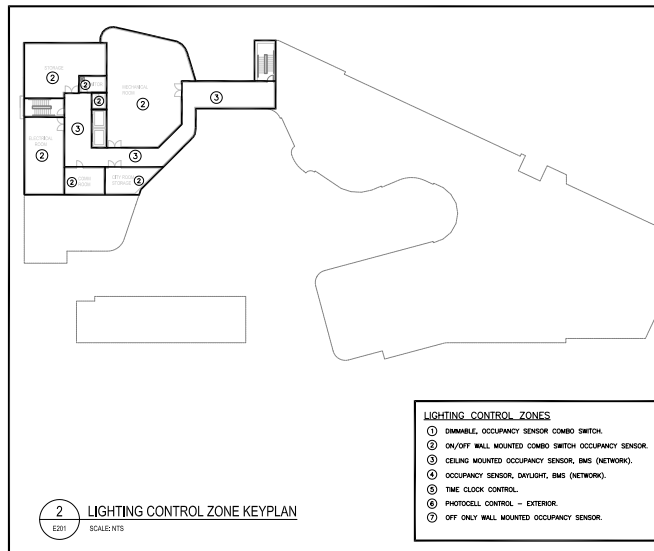 STORAGE
2
2
2
MECHANICAL
ROOM
2
3
3
ELECTRICAL
ROOM
2
3
2
ROOM
CITY ROOM
STORAGE
2
LIGHTING CONTROL ZONES
1 DIMMABLE, OCCUPANCY SENSOR COMBO SWITCH.
2 ON/OFF WALL MOUNTED COMBO SWITCH OCCUPANCY SENSOR.
3 CEILING MOUNTED OCCUPANCY SENSOR, BMS (NETWORK).
4 OCCUPANCY SENSOR, DAYLIGHT, BMS (NETWORK).
5 TIME CLOCK CONTROL.
6 PHOTOCELL CONTROL – EXTERIOR.
7 OFF ONLY WALL MOUNTED OCCUPANCY SENSOR.
2 LIGHTING CONTROL ZONE KEYPLAN
E201 SCALE: NTS